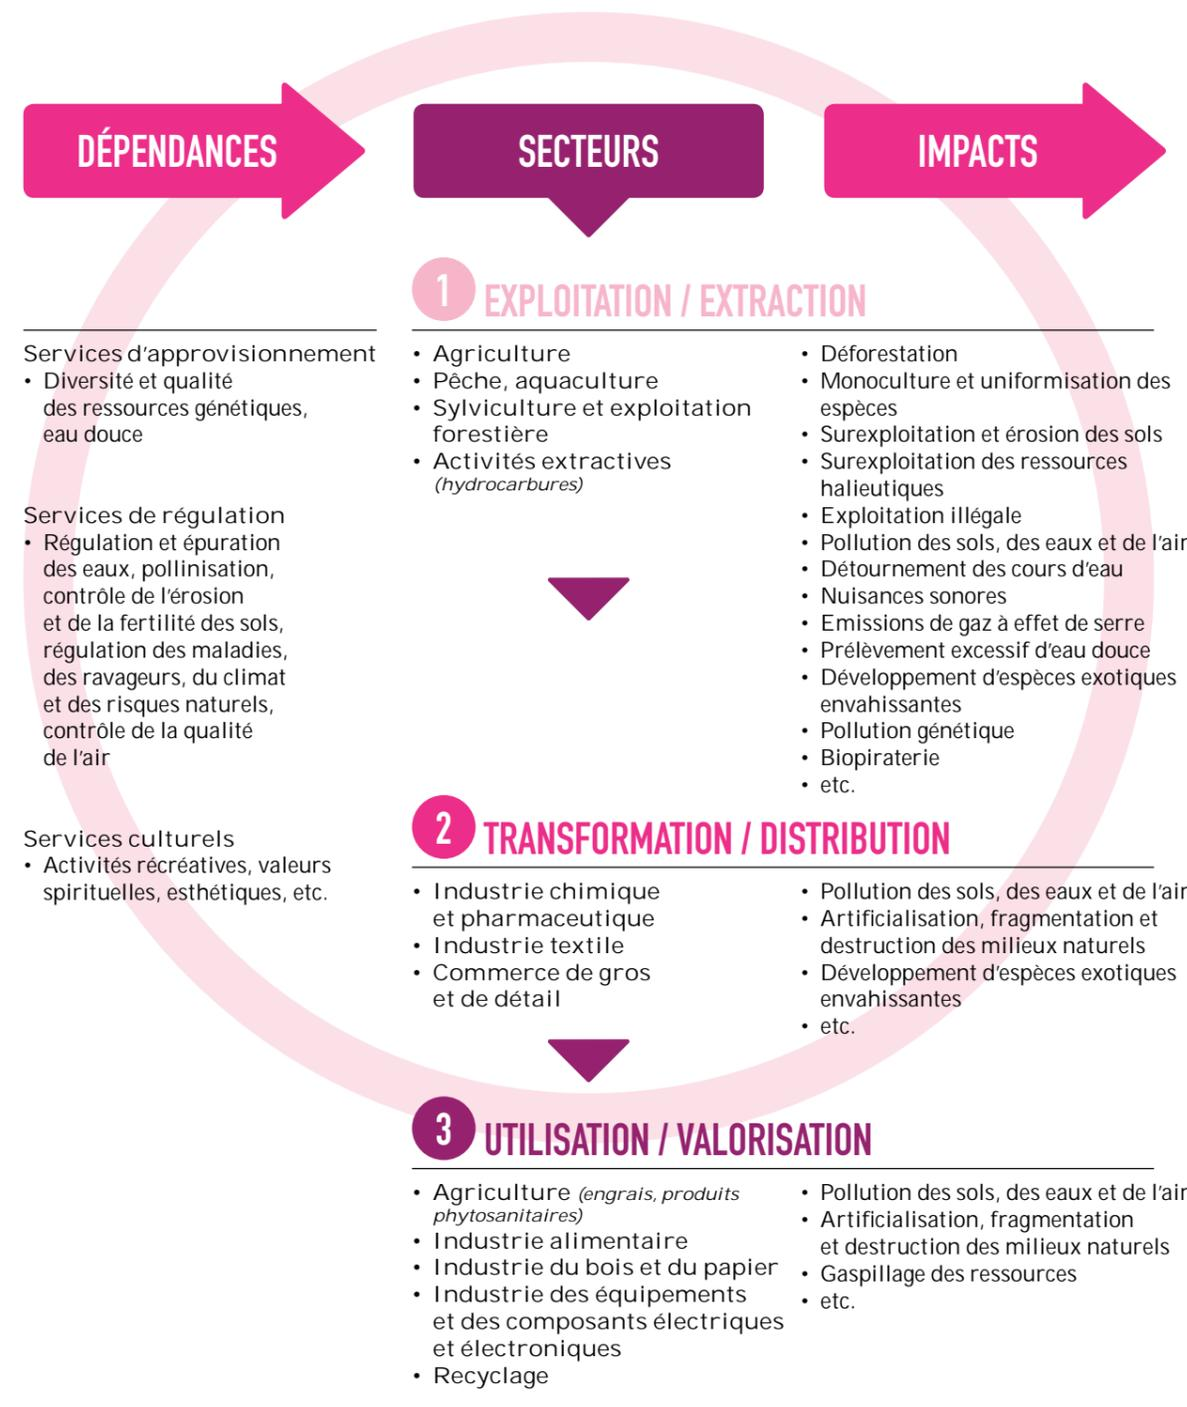 DÉPENDANCES
SECTEURS
IMPACTS
Services d'approvisionnement
• Diversité et qualité
des ressources génétiques,
eau douce
Services de régulation
• Régulation et épuration
des eaux, pollinisation,
contrôle de l'érosion
et de la fertilité des sols,
régulation des maladies,
des ravageurs, du climat
et des risques naturels,
contrôle de la qualité
de l'air
Services culturels
• Activités récréatives, valeurs
spirituelles, esthétiques, etc.
1 EXPLOITATION / EXTRACTION
• Agriculture
• Pêche, aquaculture
• Sylviculture et exploitation
forestière
• Activités extractives
(hydrocarbures)
• Déforestation
• Monoculture et uniformisation des
espèces
• Surexploitation et érosion des sols
• Surexploitation des ressources
halieutiques
• Exploitation illégale
• Pollution des sols, des eaux et de l'air
• Détournement des cours d'eau
• Nuisances sonores
• Emissions de gaz à effet de serre
• Prélèvement excessif d'eau douce
• Développement d'espèces exotiques
envahissantes
• Pollution génétique
• Biopiraterie
• etc.
2 TRANSFORMATION / DISTRIBUTION
• Industrie chimique
et pharmaceutique
• Industrie textile
• Commerce de gros
et de détail
• Pollution des sols, des eaux et de l'air
• Artificialisation, fragmentation et
destruction des milieux naturels
• Développement d'espèces exotiques
envahissantes
• etc.
3 UTILISATION / VALORISATION
• Agriculture (engrais, produits
phytosanitaires)
• Industrie alimentaire
• Industrie du bois et du papier
• Industrie des équipements
et des composants électriques
et électroniques
• Recyclage
• Pollution des sols, des eaux et de l'air
• Artificialisation, fragmentation
et destruction des milieux naturels
• Gaspillage des ressources
• etc.